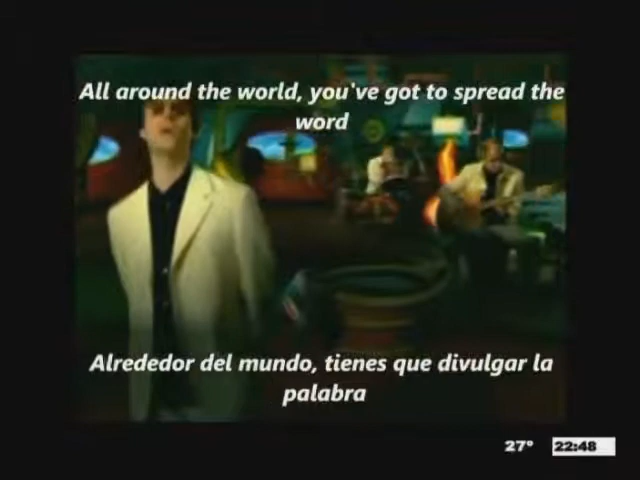 All around the world, you've got to spread the
word
Alrededor del mundo, tienes que divulgar la
palabra
27°
22:48